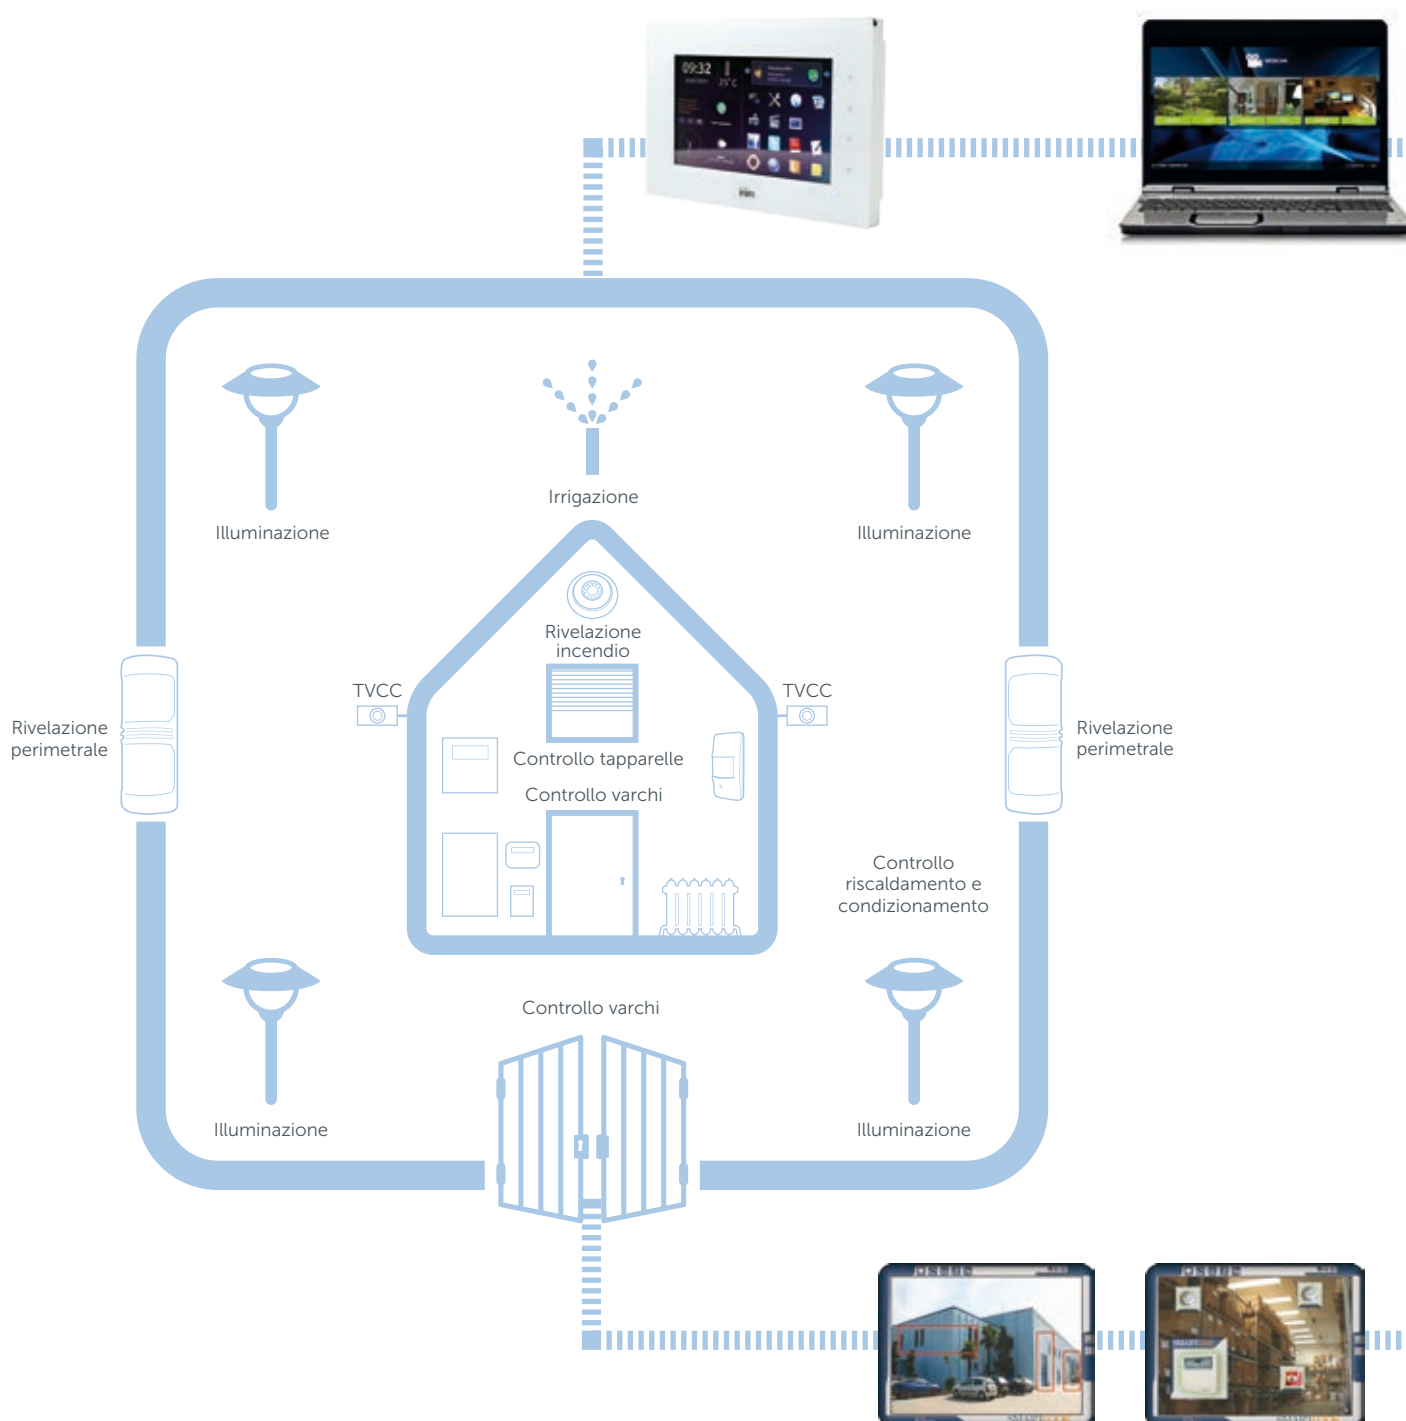 09:32
25°C
Irrigazione
Illuminazione
Illuminazione
Rivelazione
incendio
TVCC
TVCC
Rivelazione
perimetrale
Rivelazione
perimetrale
Controllo tapparelle
Controllo varchi
Controllo
riscaldamento e
condizionamento
Controllo varchi
Illuminazione
Illuminazione